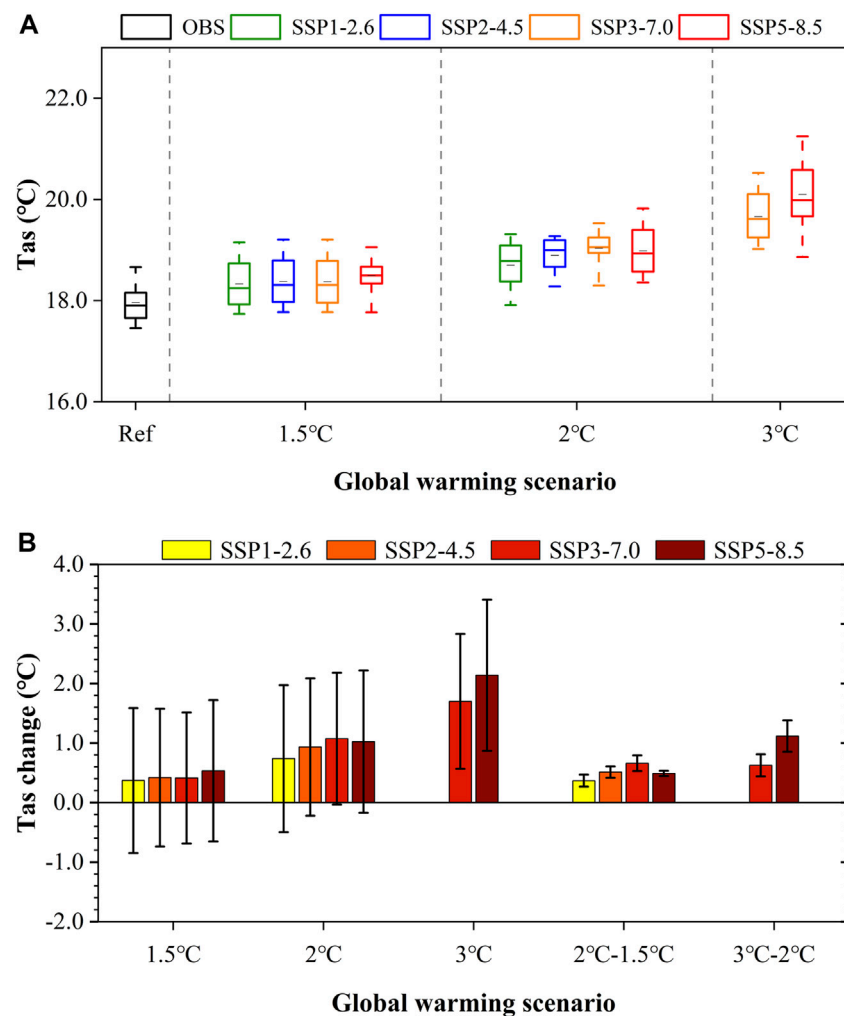 A
OBS SSP1-2.6 SSP2-4.5 SSP3-7.0 SSP5-8.5
22.0
20.0
18.0
16.0
Tas (℃)
Ref 1.5℃ 2℃ 3℃
Global warming scenario
B
SSP1-2.6 SSP2-4.5 SSP3-7.0 SSP5-8.5
4.0
3.0
2.0
1.0
0.0
-1.0
-2.0
Tas change (℃)
1.5℃ 2℃ 3℃ 2℃-1.5℃ 3℃-2℃
Global warming scenario